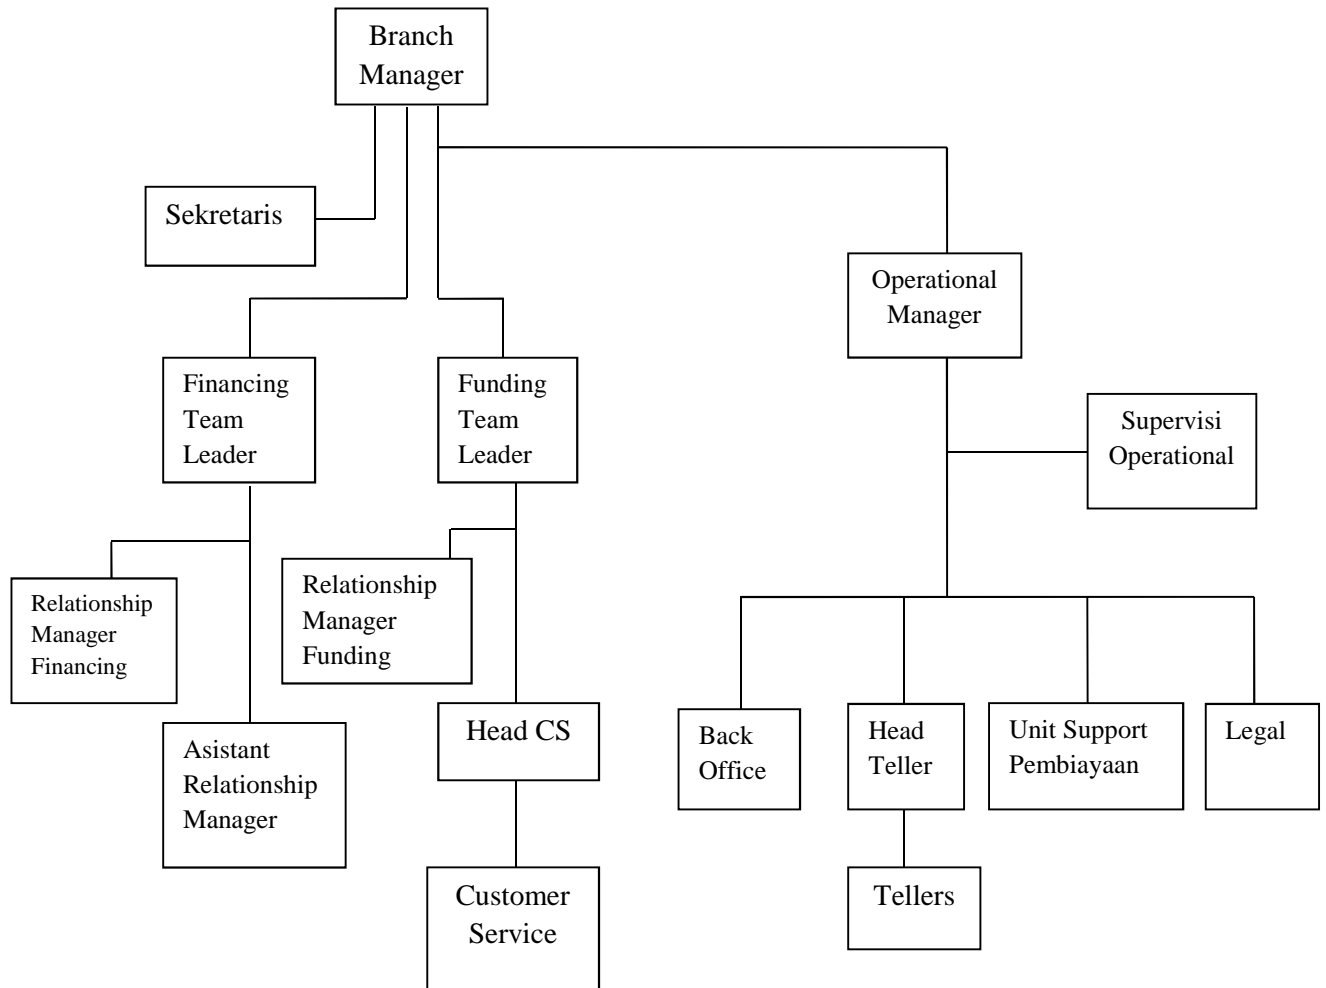 Branch
Manager
Sekretaris
Operational
Manager
Financing
Team
Leader
Funding
Team
Leader
Supervisi
Operational
Relationship
Manager
Financing
Relationship
Manager
Funding
Asistant
Relationship
Manager
Head CS
Back
Office
Head
Teller
Unit Support
Pembiayaan
Legal
Customer
Service
Tellers